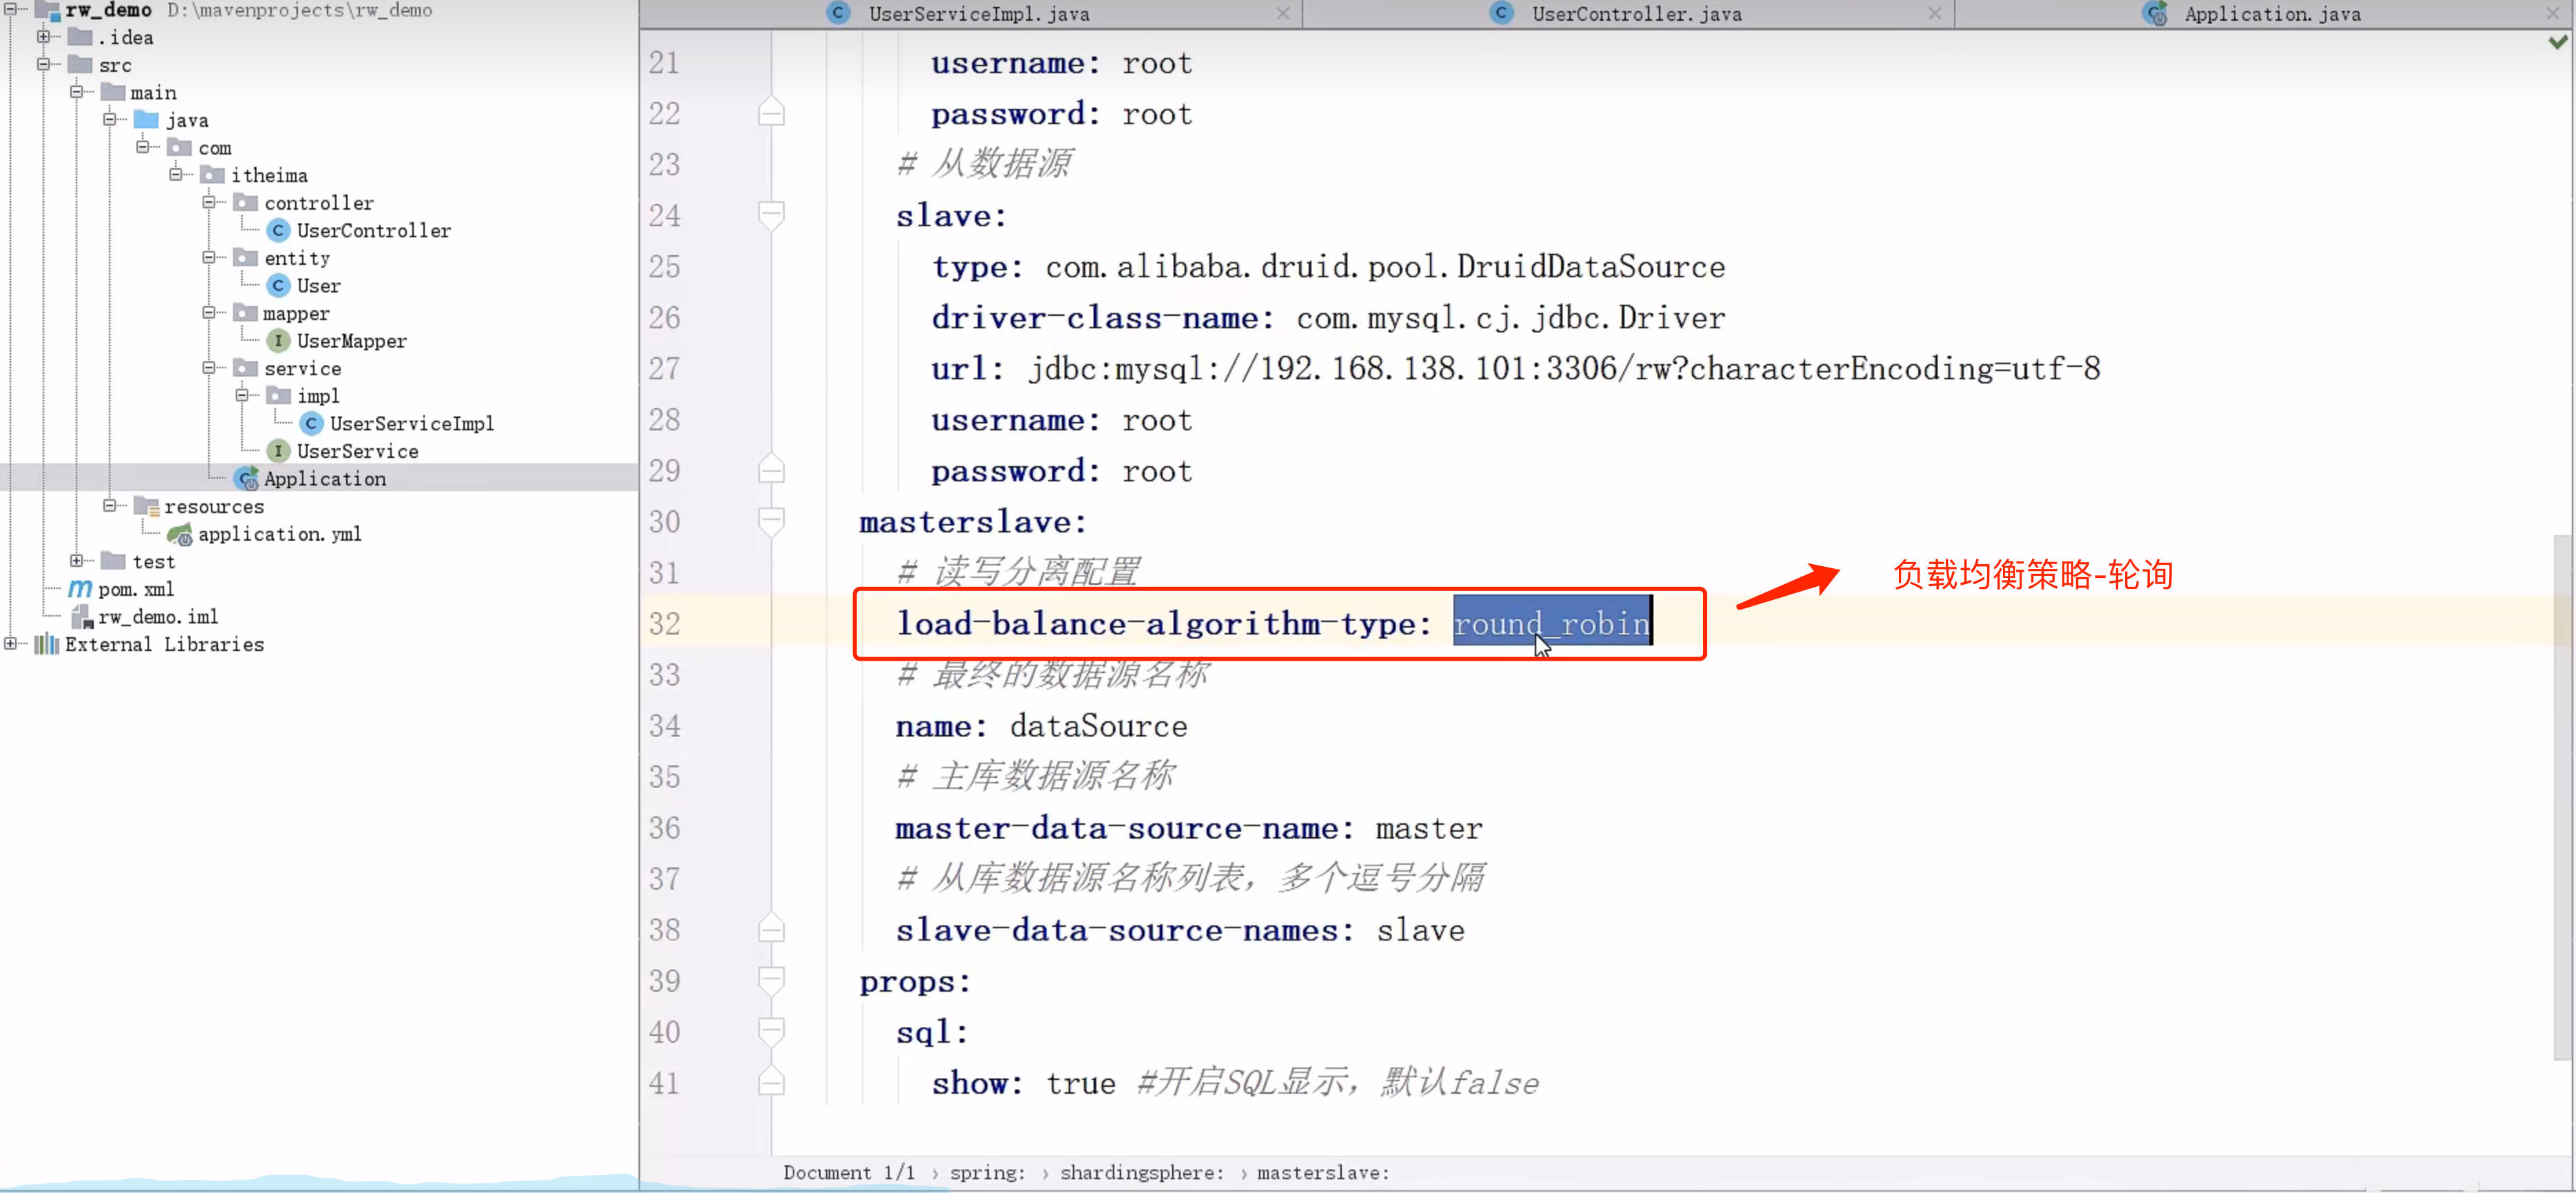 rw_demo D:\mavenprojects\rw_demo
.idea
src
main
java
com
itheima
controller
UserController
entity
User
mapper
UserMapper
service
impl
UserServiceImpl
UserService
Application
resources
application.yml
test
pom.xml
rw_demo.iml
External Libraries
UserServiceImpl.java
UserController.java
Application.java
21 username: root
22 password: root
23 # 从数据源
24 slave:
25 type: com.alibaba.druid.pool.DruidDataSource
26 driver-class-name: com.mysql.cj.jdbc.Driver
27 url: jdbc:mysql://192.168.138.101:3306/rw?characterEncoding=utf-8
28 username: root
29 password: root
30 masterslave:
31 # 读写分离配置
32 load-balance-algorithm-type: round_robin
负载均衡策略-轮询
33 # 最终的数据源名称
34 name: dataSource
35 # 主库数据源名称
36 master-data-source-name: master
37 # 从库数据源名称列表，多个逗号分隔
38 slave-data-source-names: slave
39 props:
40 sql:
41 show: true #开启SQL显示，默认false
Document 1/1 › spring: › shardingsphere: › masterslave: